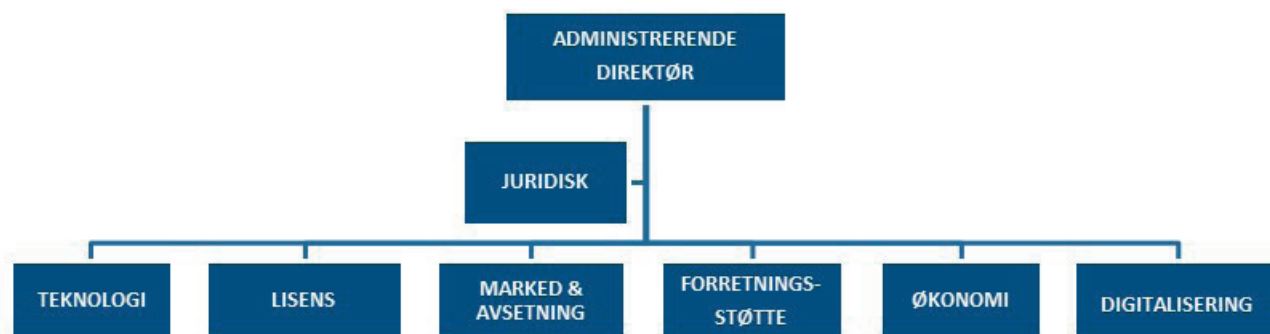 ADMINISTRERENDE
DIREKTØR
JURIDISK
TEKNOLOGI
LISENS
MARKED &
AVSETNING
FORRETNINGS-
STØTTE
ØKONOMI
DIGITALISERING